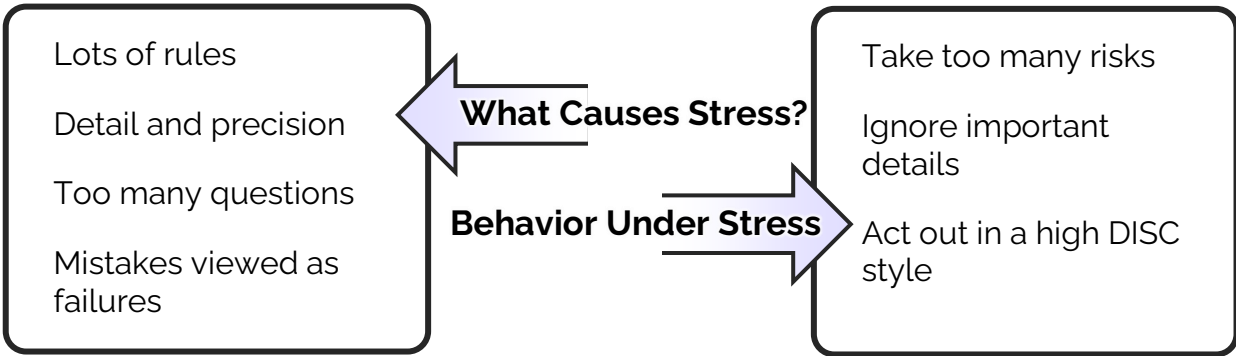 Lots of rules
Detail and precision
Too many questions
Mistakes viewed as
failures
What Causes Stress?
Behavior Under Stress
Take too many risks
Ignore important
details
Act out in a high DISC
style